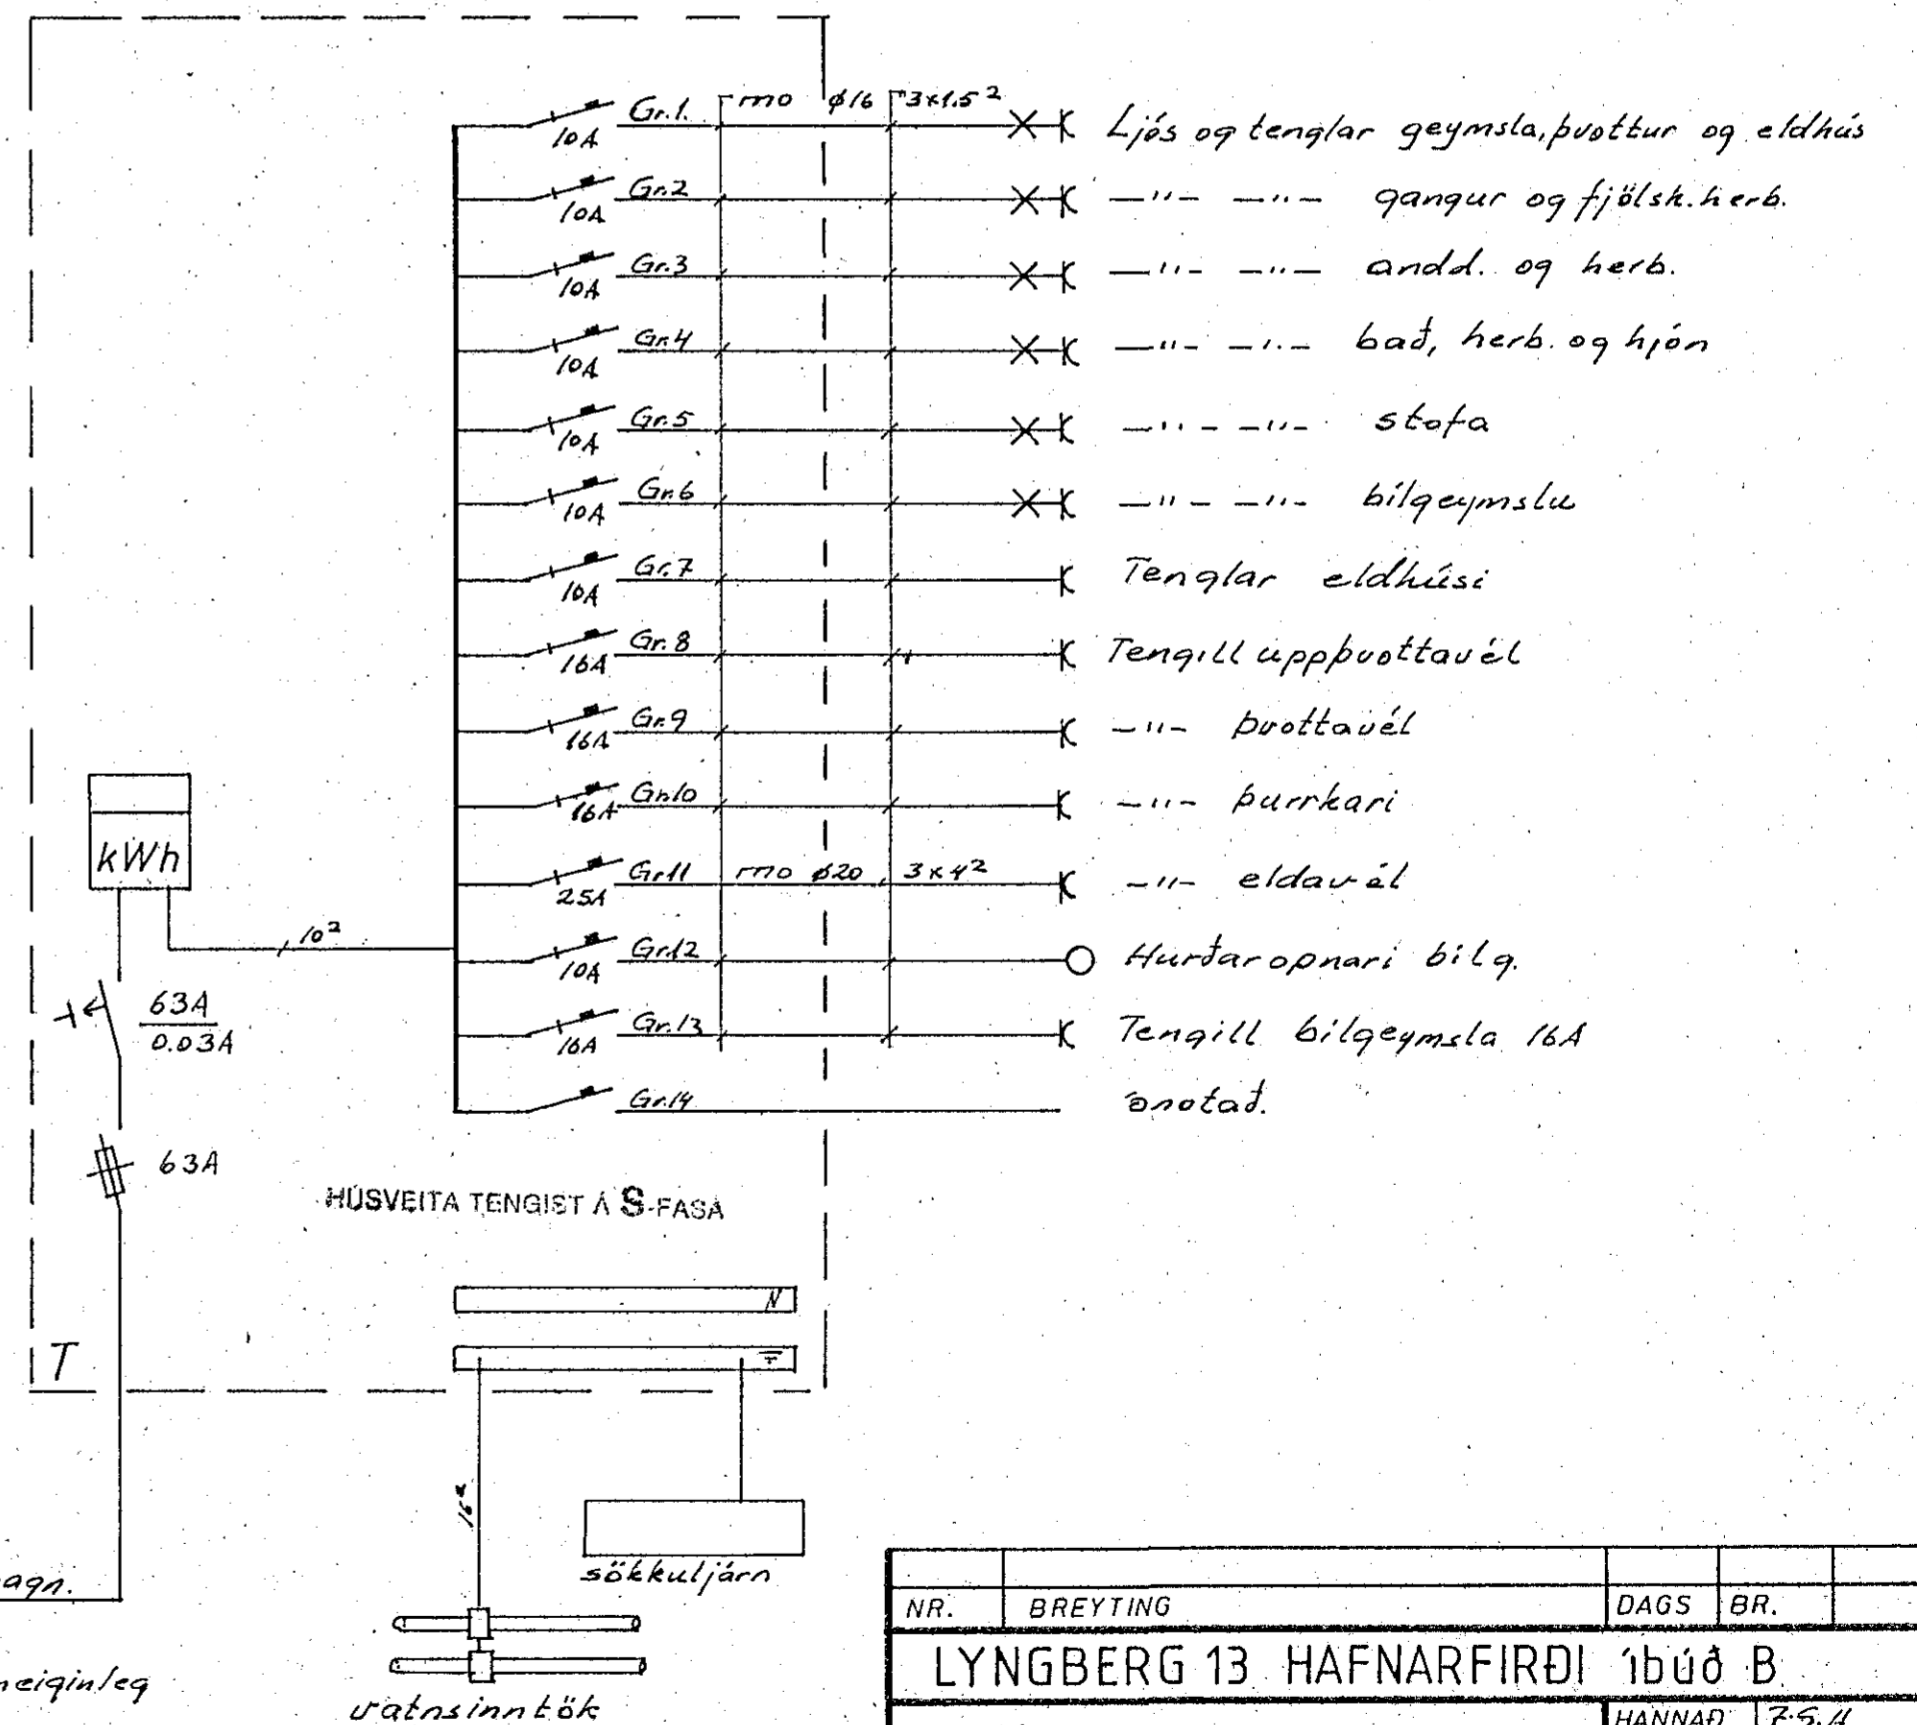 Gr.1. 10A rno ø16 3x1.5² Ljós og tenglar geymsla, þvottur og eldhús
Gr.2 10A —"— —"— gangur og fjölsk.herb.
Gr.3 10A —"— —"— andd. og herb.
Gr.4 10A —"— —"— bað, herb. og hjón
Gr.5 10A —"— —"— stofa
Gr.6 10A —"— —"— bílgeymslu
Gr.7 10A Tenglar eldhúsi
Gr.8 16A Tengill uppþvottavél
Gr.9 16A —"— þvottavél
Gr.10 16A —"— þurrkari
Gr.11 25A rno ø20 3x4² —"— eldavél
Gr.12 10A Hurðaropnari bílg.
Gr.13 16A Tengill bílgeymsla 16A
Gr.14 ónotað.
kWh
10²
63A
0.03A
63A
HÚSVEITA TENGIST Á S-FASA
N
T
16²
sökkuljárn
vatnsinntök
agn.
neiginleg
NR. BREYTING DAGS BR.
LYNGBERG 13 HAFNARFIRÐI íbúð B
HANNAÐ